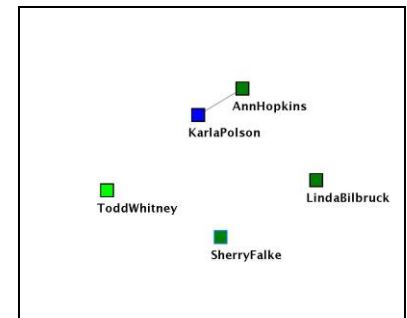 AnnHopkins
KarlaPolson
LindaBilbruck
ToddWhitney
SherryFalke